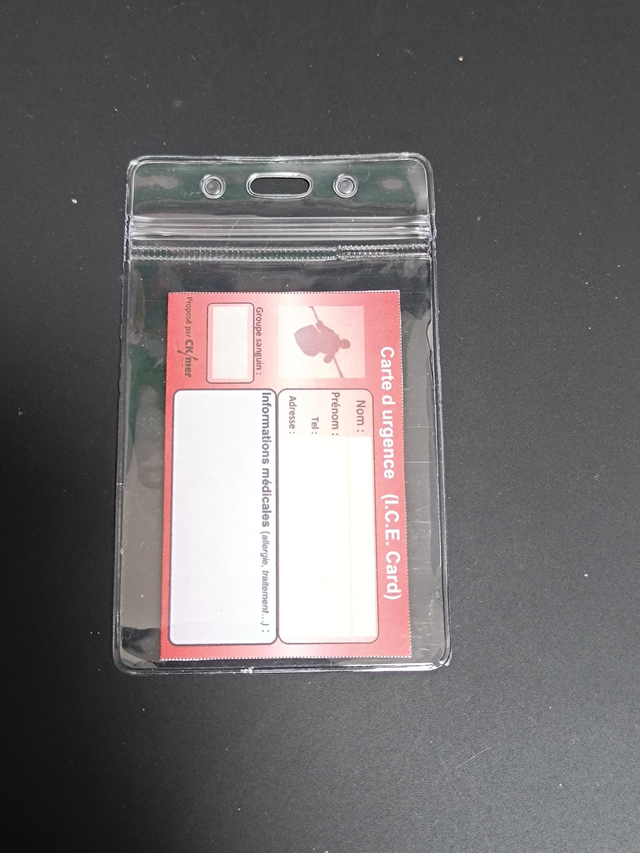 Carte d urgence (I.C.E. Card)
Nom :
Prénom :
Tel :
Adresse :
Groupe sanguin :
Informations médicales (allergie, traitement...) :
Proposé par CK/mer